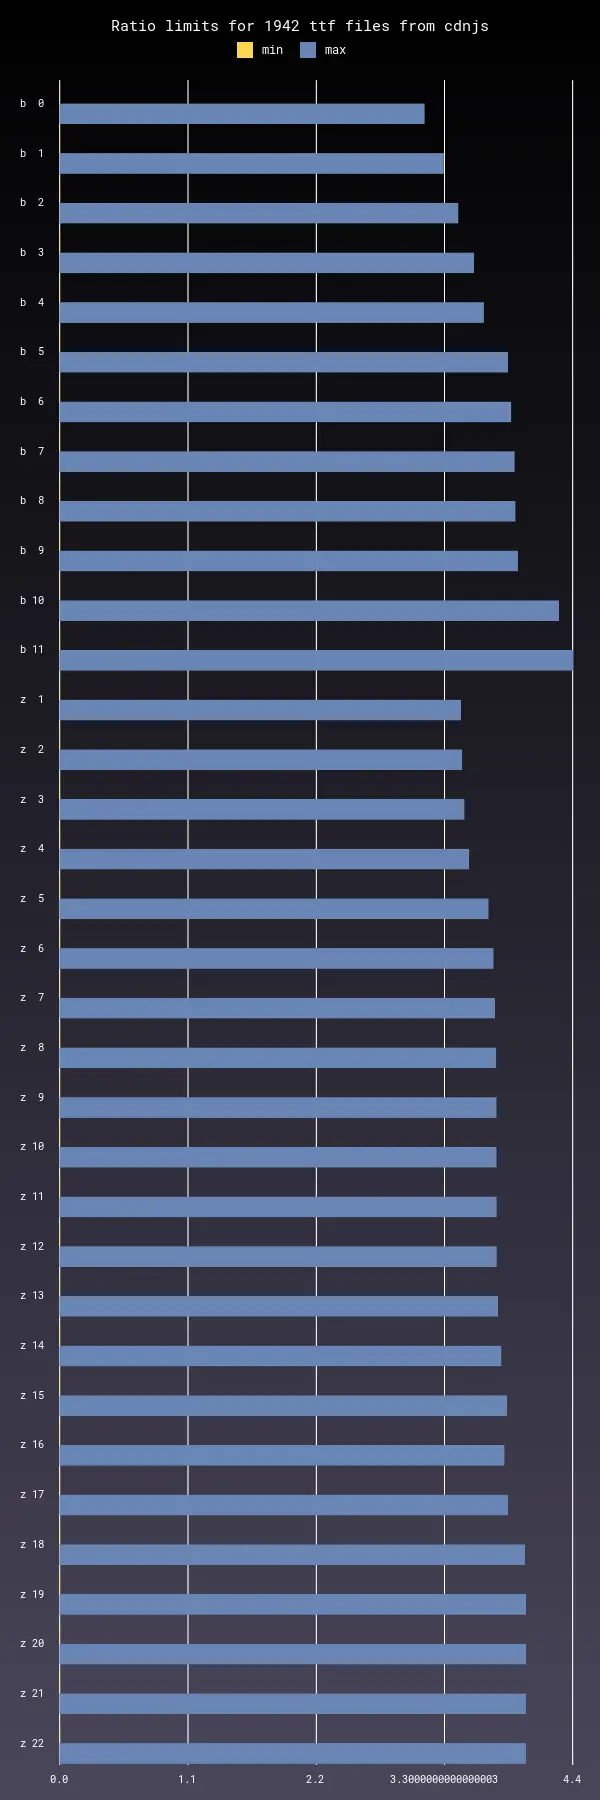 Ratio limits for 1942 ttf files from cdnjs
min max
b 0
b 1
b 2
b 3
b 4
b 5
b 6
b 7
b 8
b 9
b 10
b 11
z 1
z 2
z 3
z 4
z 5
z 6
z 7
z 8
z 9
z 10
z 11
z 12
z 13
z 14
z 15
z 16
z 17
z 18
z 19
z 20
z 21
z 22
0.0 1.1 2.2 3.3000000000000003 4.4